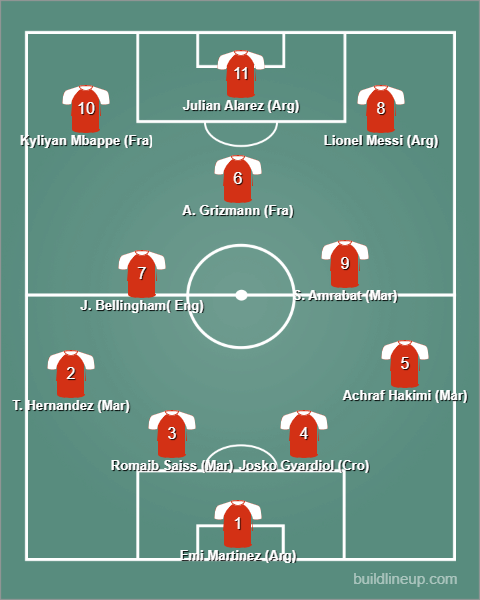 11
Julian Alarez (Arg)
10
Kyliyan Mbappe (Fra)
8
Lionel Messi (Arg)
6
A. Grizmann (Fra)
7
J. Bellingham( Eng)
9
S. Amrabat (Mar)
2
T. Hernandez (Mar)
5
Achraf Hakimi (Mar)
3
Romaib Saiss (Mar)
4
Josko Gvardiol (Cro)
1
Emi Martinez (Arg)
buildlineup.com